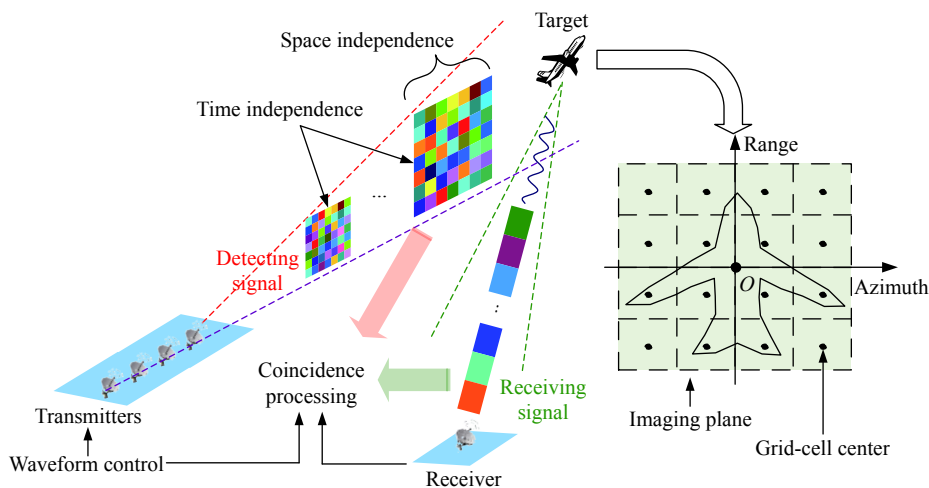 Target
Space independence
Time independence
...
Range
Detecting
signal
O
Azimuth
:
Coincidence
processing
Receiving
signal
Transmitters
Imaging plane
Grid-cell center
Waveform control
Receiver